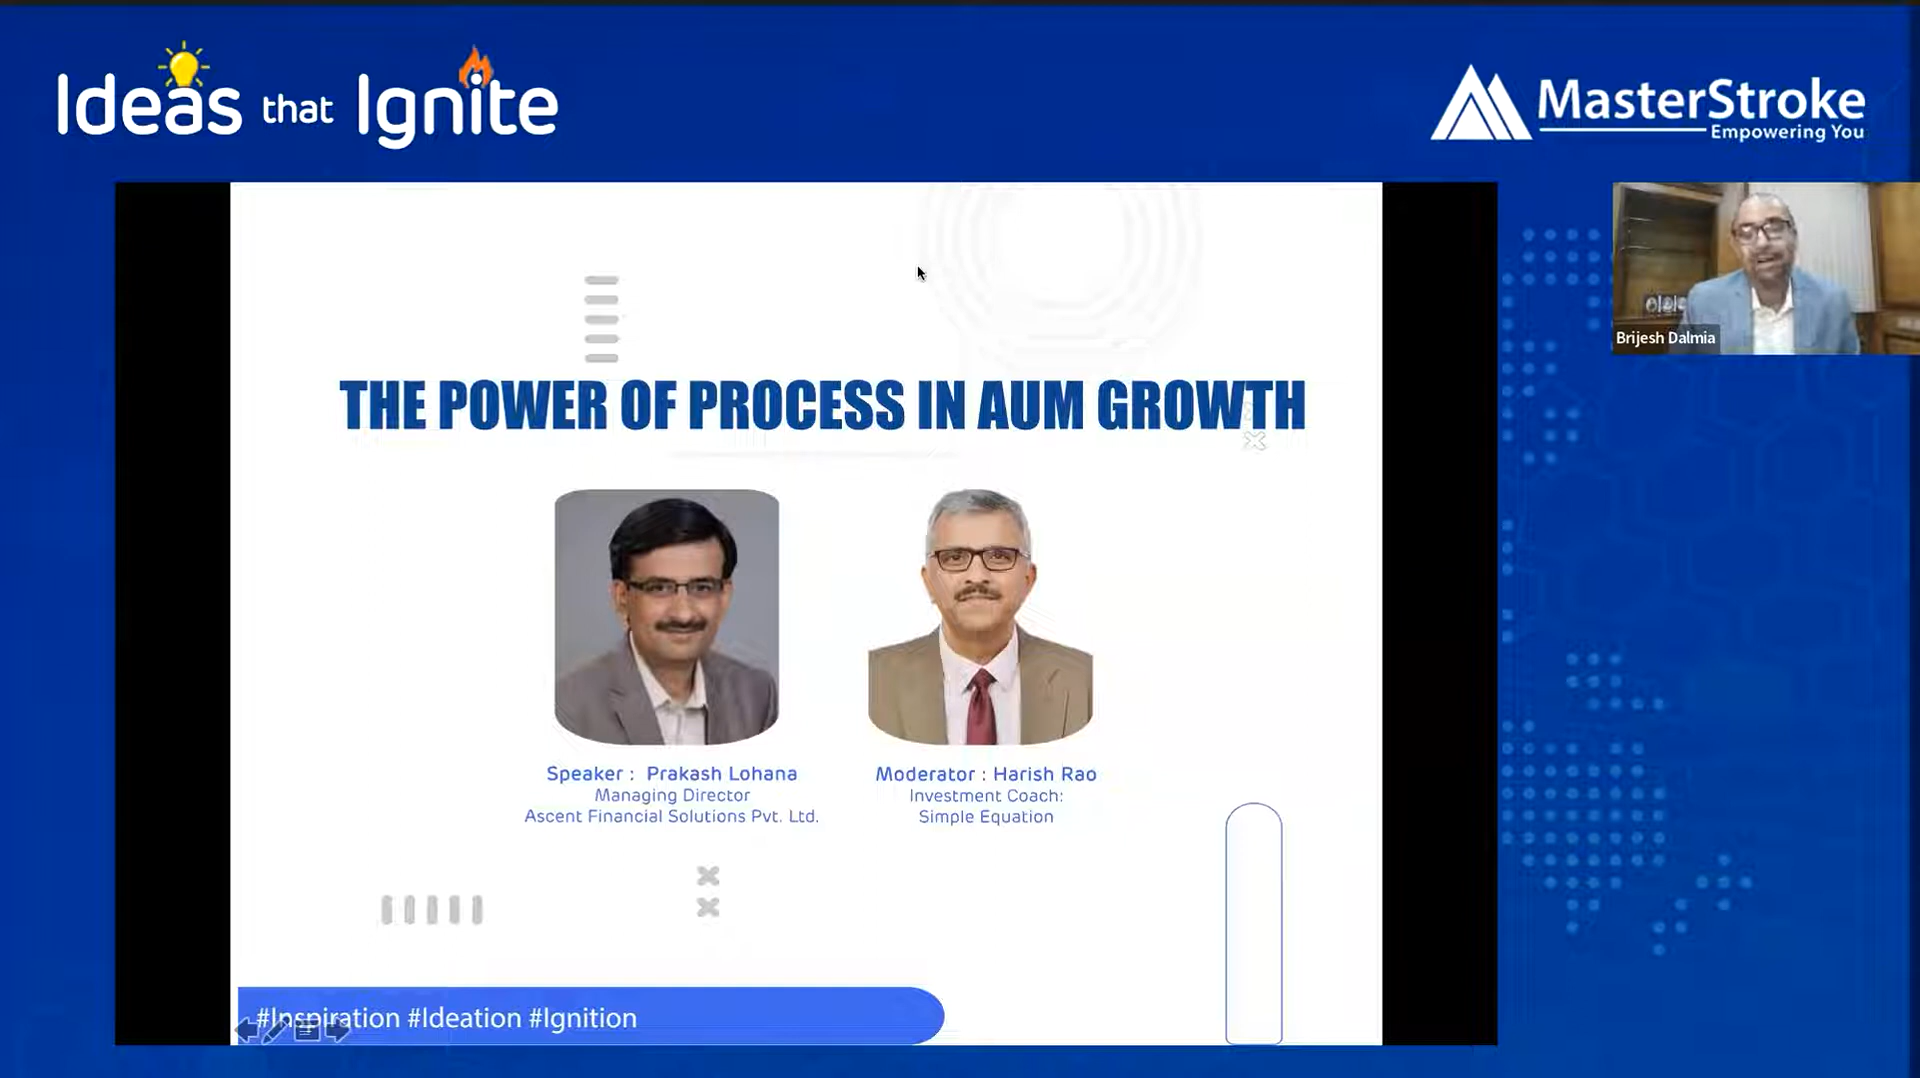 Ideas that Ignite
MasterStroke
Empowering You
Brijesh Dalmia
THE POWER OF PROCESS IN AUM GROWTH
Speaker : Prakash Lohana
Managing Director
Ascent Financial Solutions Pvt. Ltd.
Moderator : Harish Rao
Investment Coach:
Simple Equation
#Inspiration #Ideation #Ignition